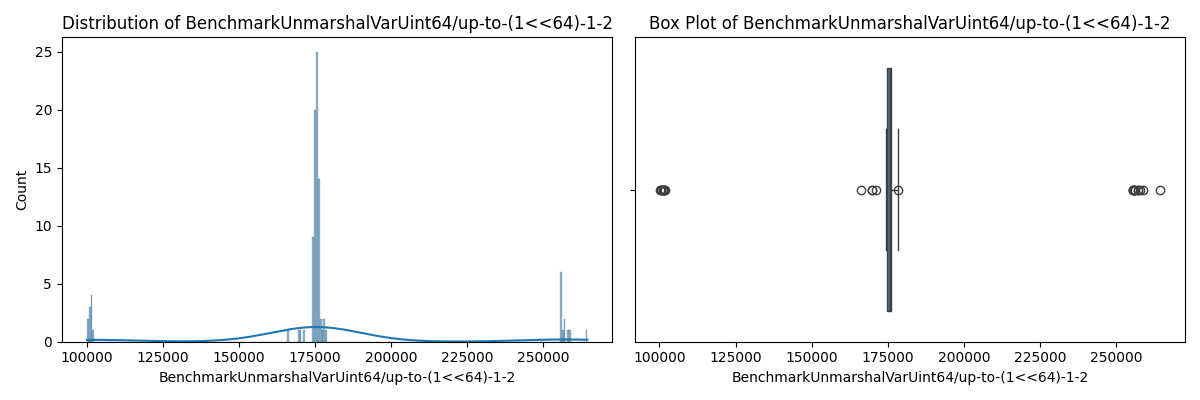 Distribution of BenchmarkUnmarshalVarUint64/up-to-(1<<64)-1-2
25
20
15
10
5
0
Count
100000 125000 150000 175000 200000 225000 250000
BenchmarkUnmarshalVarUint64/up-to-(1<<64)-1-2
Box Plot of BenchmarkUnmarshalVarUint64/up-to-(1<<64)-1-2
100000 125000 150000 175000 200000 225000 250000
BenchmarkUnmarshalVarUint64/up-to-(1<<64)-1-2